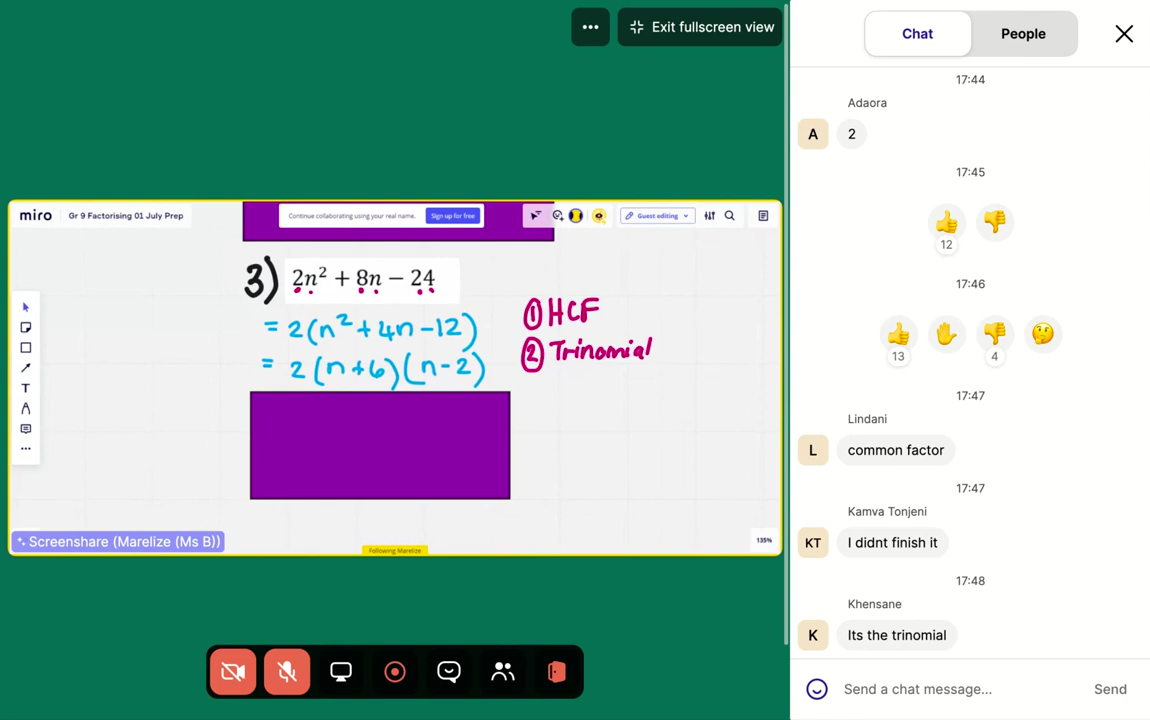 Exit fullscreen view
Chat
People
17:44
Adaora
A
2
17:45
12
17:46
13
4
17:47
Lindani
L
common factor
17:47
Kamva Tonjeni
KT
I didnt finish it
17:48
Khensane
K
Its the trinomial
Send a chat message...
Send
miro
Gr 9 Factorising 01 July Prep
Continue collaborating using your real name.
Sign up for free
Guest editing
3) 2n² + 8n − 24
= 2(n² + 4n - 12)
= 2(n + 6)(n - 2)
① HCF
② Trinomial
T
Screenshare (Marelize (Ms B))
Following Marelize
135%